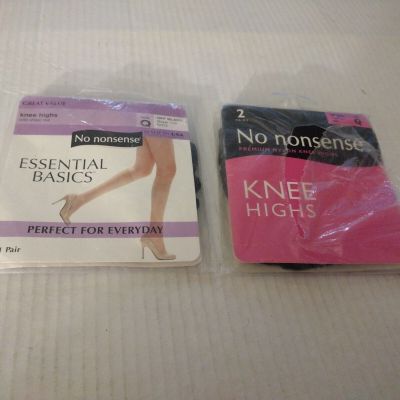 GREAT VALUE
knee highs
Q
No nonsense
ESSENTIAL
BASICS
PERFECT FOR EVERYDAY
1 Pair
2
Q
No nonsense
PREMIUM NYLON KNEE HIGHS
KNEE
HIGHS